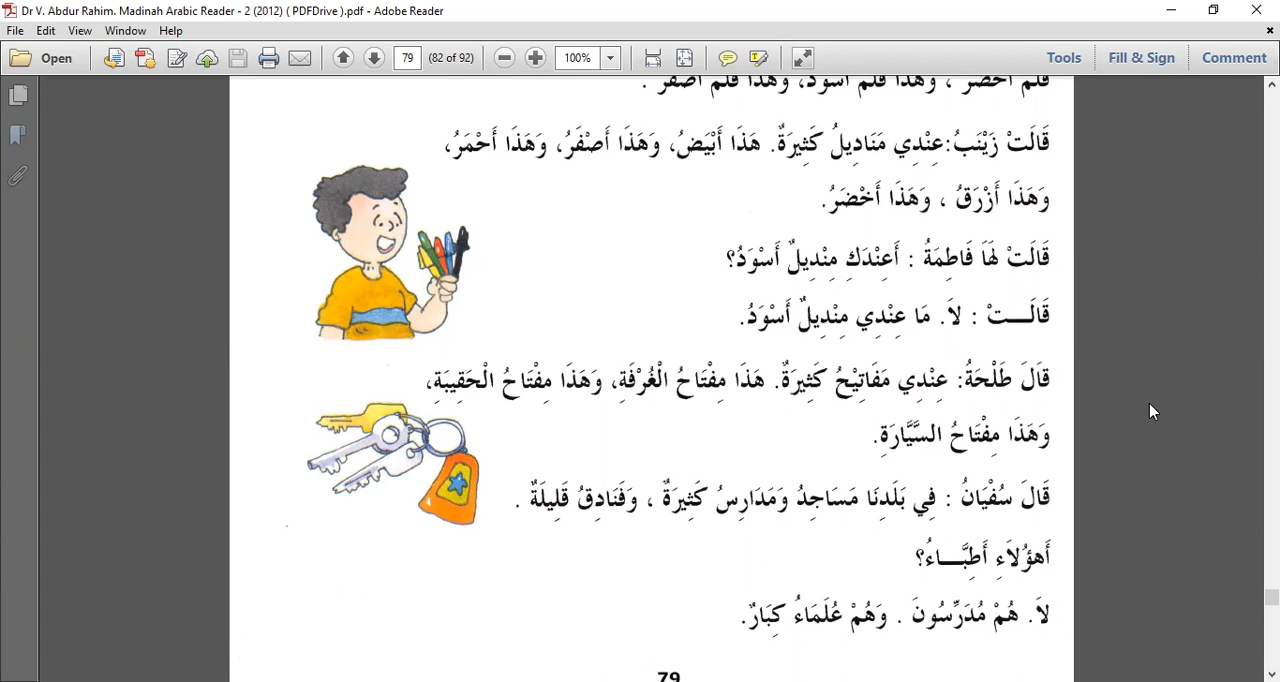 Dr V. Abdur Rahim. Madinah Arabic Reader - 2 (2012) ( PDFDrive ).pdf - Adobe Reader
File Edit View Window Help
Open 79 (82 of 92) 100% Tools Fill & Sign Comment
قَلَمٌ أَخْضَرُ ، وَهَذَا قَلَمٌ أَسْوَدُ، وَهَذَا قَلَمٌ أَصْفَرُ .
قَالَتْ زَيْنَبُ:عِنْدِي مَنَادِيلُ كَثِيرَةٌ. هَذَا أَبْيَضُ، وَهَذَا أَصْفَرُ، وَهَذَا أَحْمَرُ،
وَهَذَا أَزْرَقُ ، وَهَذَا أَخْضَرُ.
قَالَتْ لَهَا فَاطِمَةُ : أَعِنْدَكِ مِنْدِيلٌ أَسْوَدُ؟
قَالَـــتْ : لاَ. مَا عِنْدِي مِنْدِيلٌ أَسْوَدُ.
قَالَ طَلْحَةُ: عِنْدِي مَفَاتِيْحُ كَثِيرَةٌ. هَذَا مِفْتَاحُ الْغُرْفَةِ، وَهَذَا مِفْتَاحُ الْحَقِيبَةِ،
وَهَذَا مِفْتَاحُ السَّيَّارَةِ.
قَالَ سُفْيَانُ : فِي بَلَدِنَا مَسَاجِدُ وَمَدَارِسُ كَثِيرَةٌ ، وَفَنَادِقُ قَلِيلَةٌ .
أَهؤُلاَءِ أَطِبَّـــاءُ؟
لاَ. هُمْ مُدَرِّسُونَ . وَهُمْ عُلَمَاءُ كِبَارٌ.
79